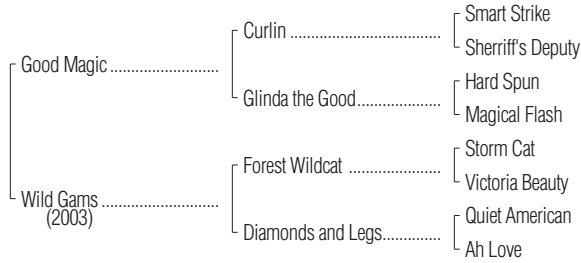 Smart Strike
Curlin ........................
Sherriff's Deputy
Good Magic ..........................
Hard Spun
Glinda the Good....................
Magical Flash
Storm Cat
Forest Wildcat ......................
Victoria Beauty
Wild Gams ............................
(2003)
Quiet American
Diamonds and Legs..............
Ah Love